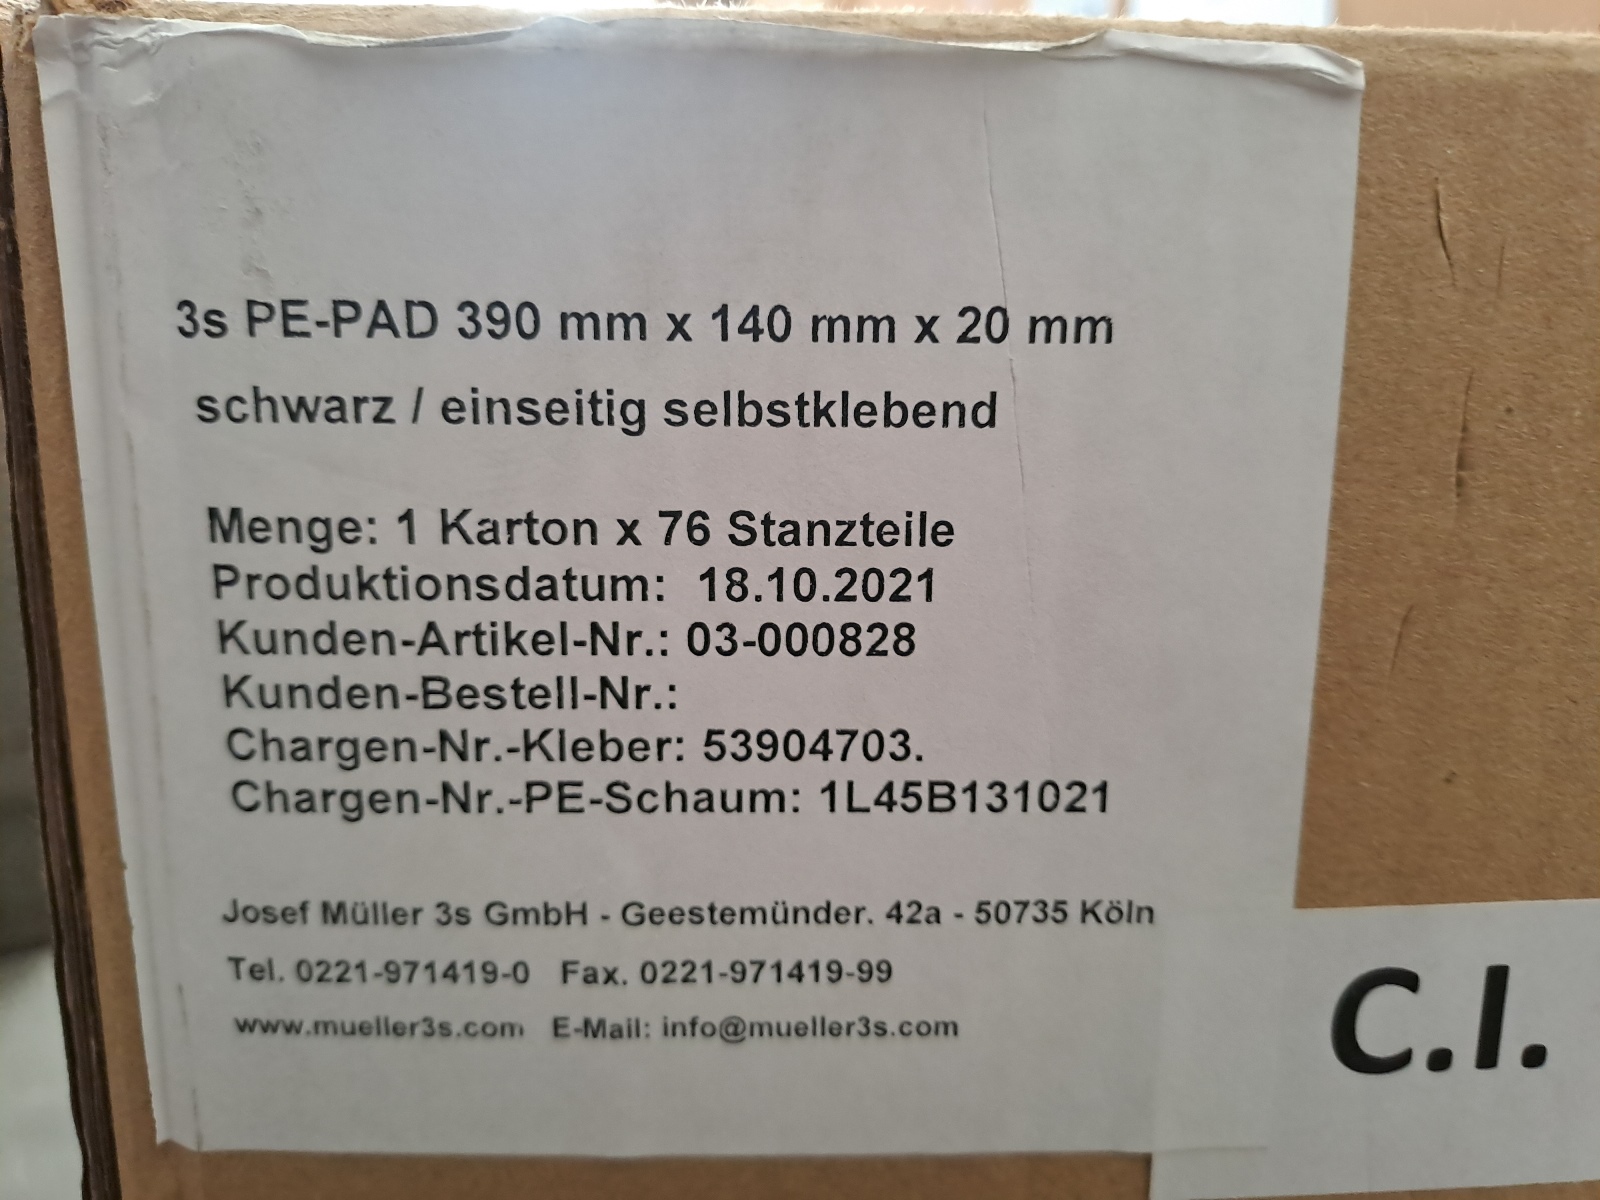 3s PE-PAD 390 mm x 140 mm x 20 mm
schwarz / einseitig selbstklebend
Menge: 1 Karton x 76 Stanzteile
Produktionsdatum: 18.10.2021
Kunden-Artikel-Nr.: 03-000828
Kunden-Bestell-Nr.:
Chargen-Nr.-Kleber: 53904703.
Chargen-Nr.-PE-Schaum: 1L45B131021
Josef Müller 3s GmbH - Geestemünder. 42a - 50735 Köln
Tel. 0221-971419-0 Fax. 0221-971419-99
www.mueller3s.com E-Mail: info@mueller3s.com
C.I.